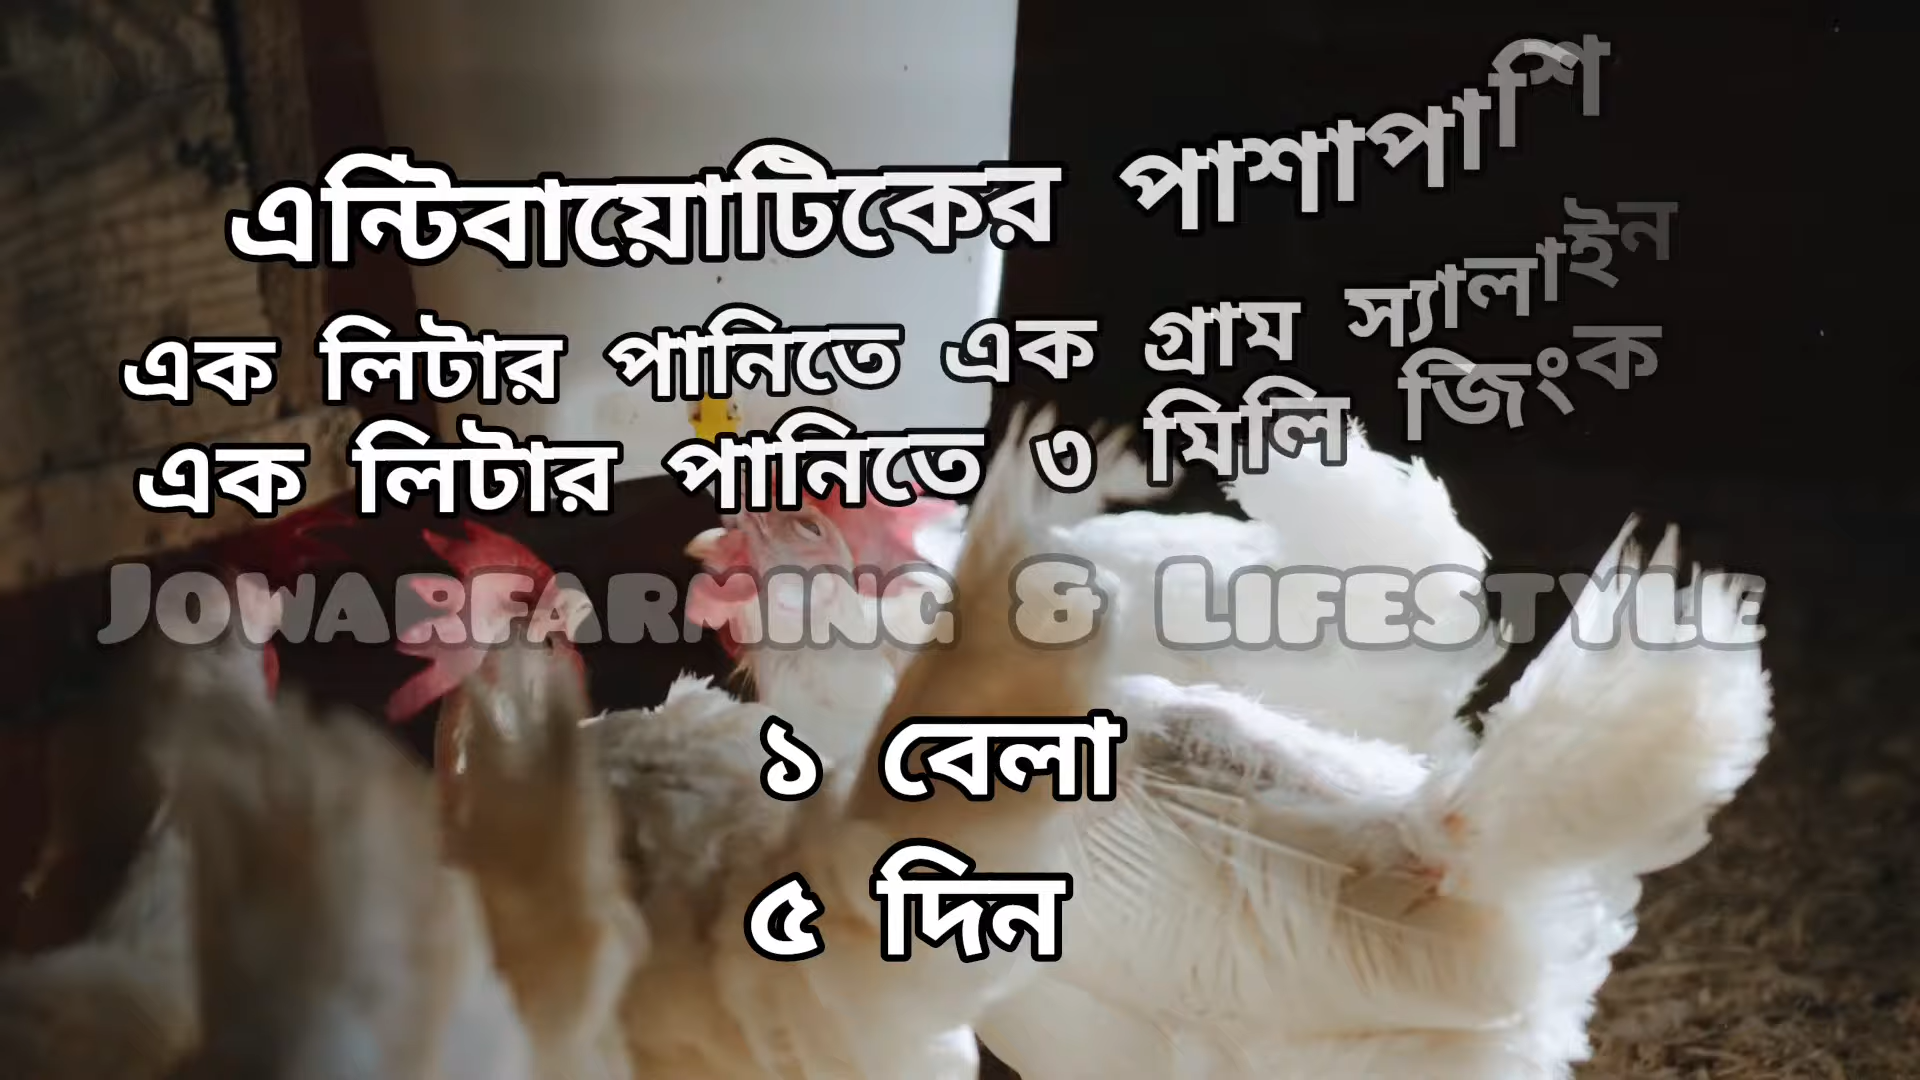 এন্টিবায়োটিকের পাশাপাশি
এক লিটার পানিতে এক গ্রাম স্যালাইন
এক লিটার পানিতে ৩ মিলি জিংক
Jowarfarming & Lifestyle
১ বেলা
৫ দিন